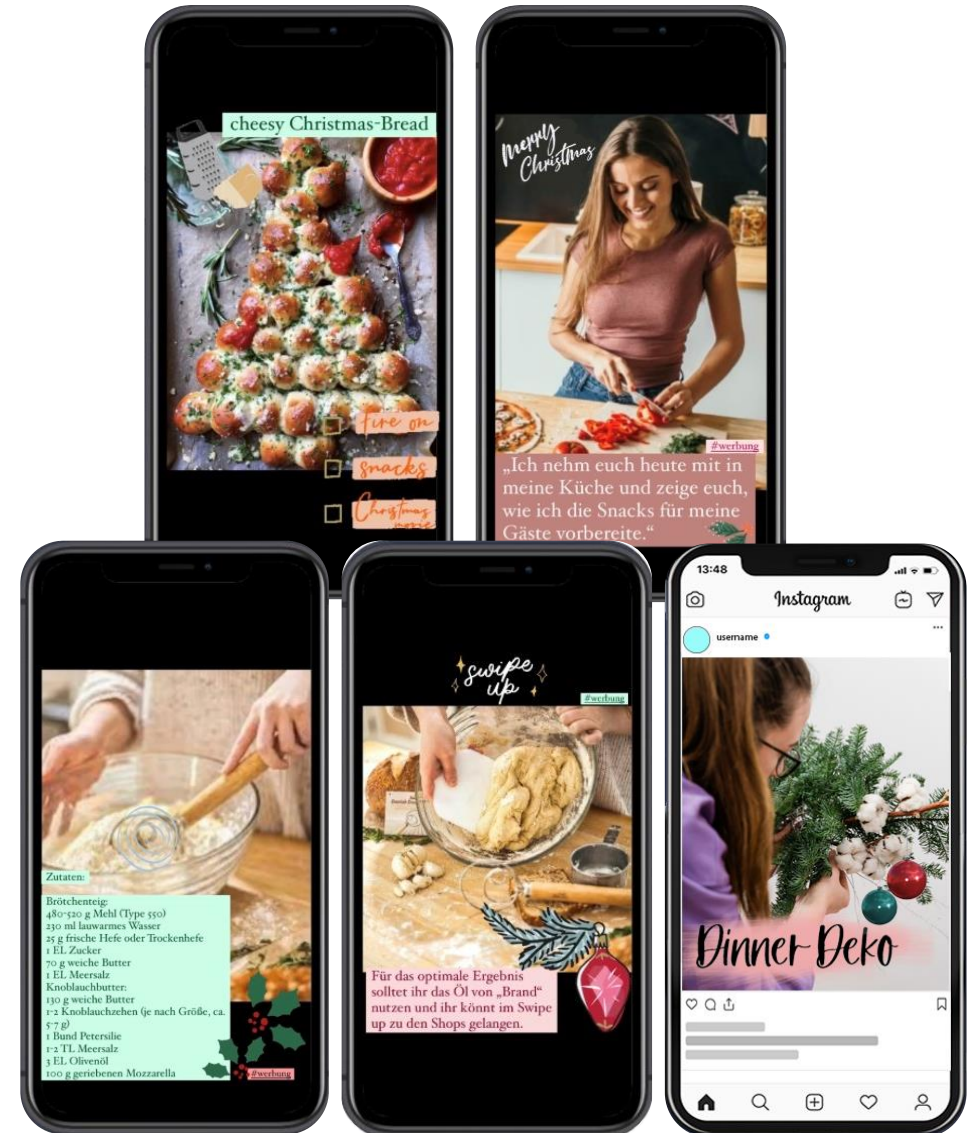 cheesy Christmas-Bread
fire on
snacks
Christmas
movie
Merry
Christmas
#werbung
„Ich nehm euch heute mit in
meine Küche und zeige euch,
wie ich die Snacks für meine
Gäste vorbereite.“
Zutaten:
Brötchenteig:
480-520 g Mehl (Type 550)
230 ml lauwarmes Wasser
25 g frische Hefe oder Trockenhefe
1 EL Zucker
70 g weiche Butter
1 EL Meersalz
Knoblauchbutter:
130 g weiche Butter
1-2 Knoblauchzehen (je nach Größe, ca.
5-7 g)
1 Bund Petersilie
1-2 TL Meersalz
3 EL Olivenöl
100 g geriebenen Mozzarella
#werbung
swipe
up
#werbung
Für das optimale Ergebnis
solltet ihr das Öl von „Brand“
nutzen und ihr könnt im Swipe
up zu den Shops gelangen.
13:48
Instagram
username
Dinner Deko